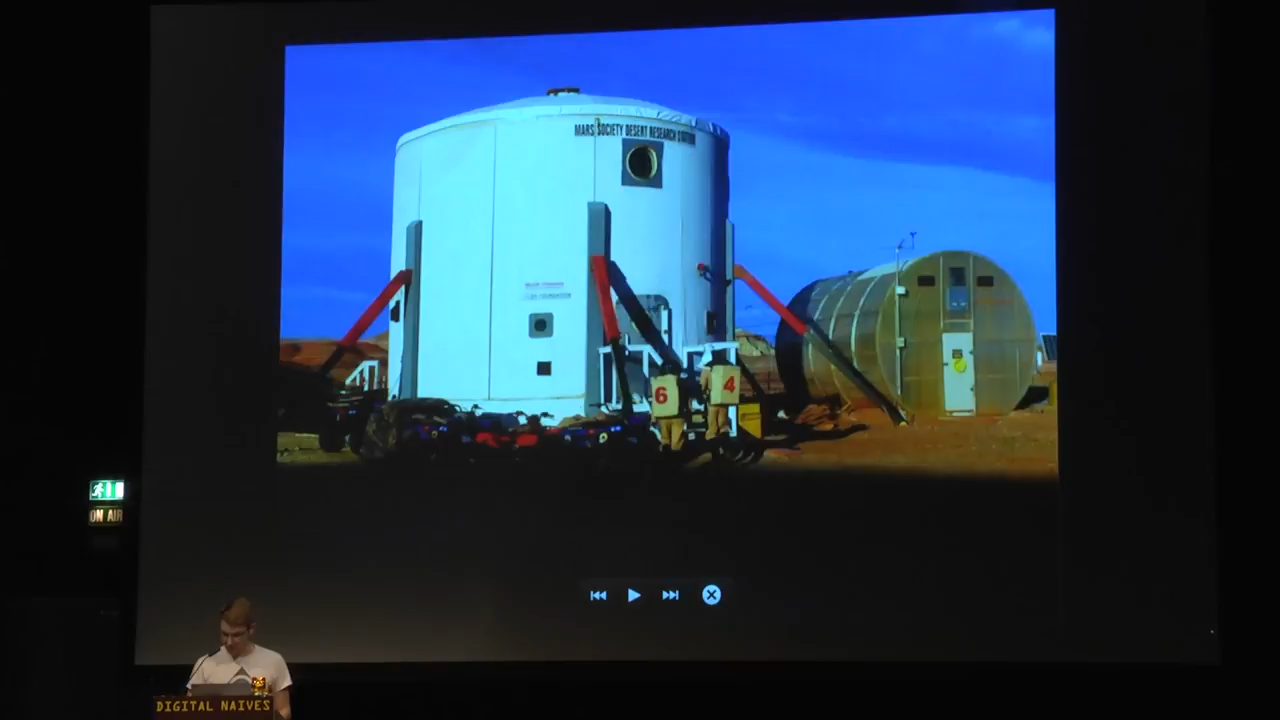 MARS SOCIETY DESERT RESEARCH STATION
6
4
ON AIR
DIGITAL NAIVES